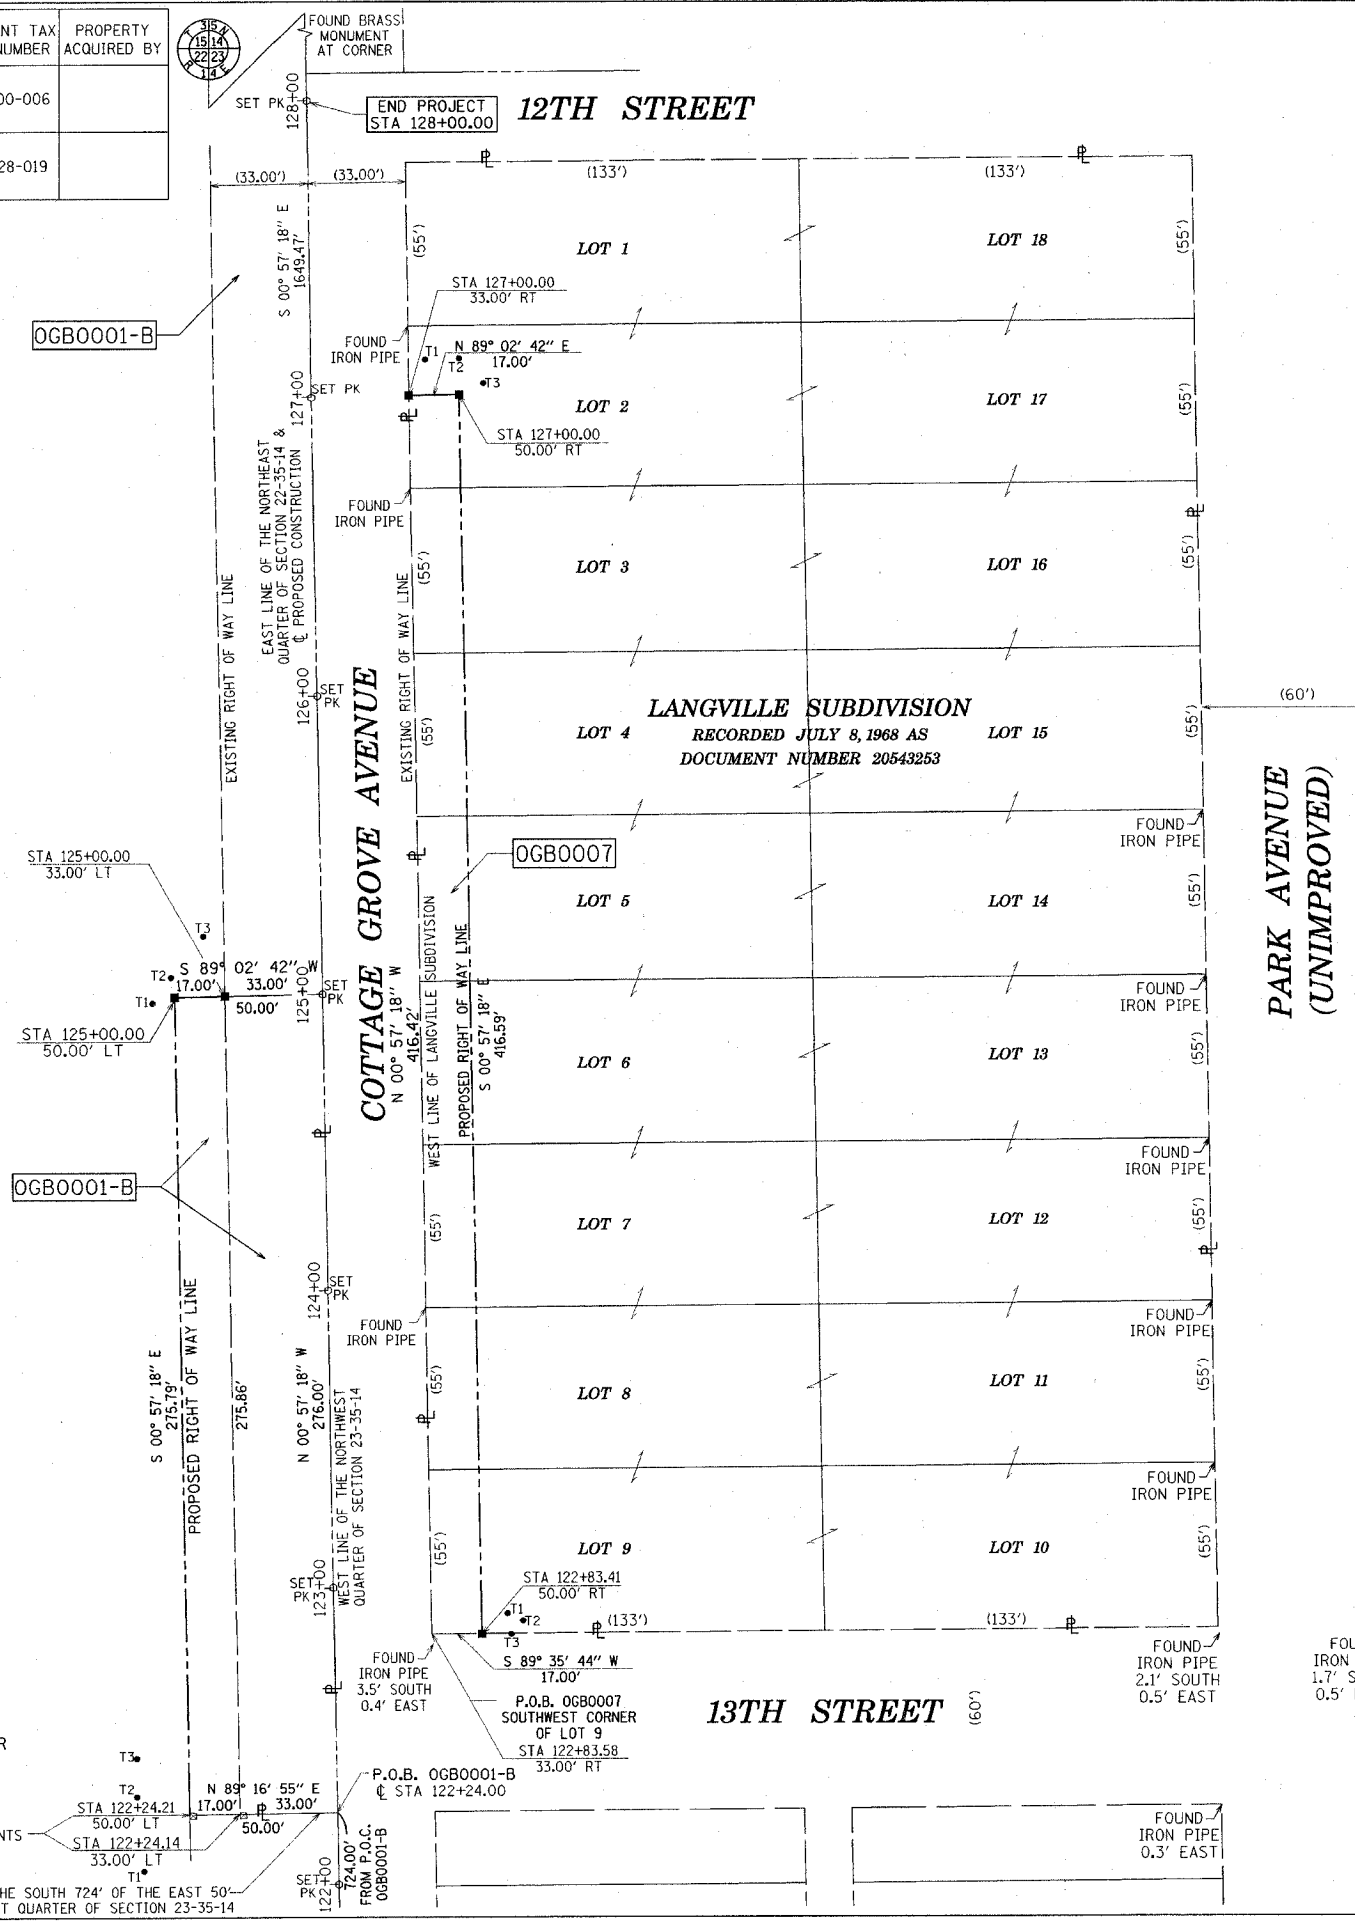 NT TAX
NUMBER
PROPERTY
ACQUIRED BY
00-006
28-019
T 35 N
15 14
22 23
R 14 E
FOUND BRASS
MONUMENT
AT CORNER
SET PK
128+00
END PROJECT
STA 128+00.00
12TH STREET
(33.00')
(33.00')
(133')
(133')
S 00° 57' 18" E
1649.47'
(55')
LOT 1
LOT 18
(55')
STA 127+00.00
33.00' RT
OGB0001-B
FOUND
IRON PIPE
T1
N 89° 02' 42" E
17.00'
T2
T3
SET PK
127+00
LOT 2
LOT 17
(55')
STA 127+00.00
50.00' RT
EAST LINE OF THE NORTHEAST
QUARTER OF SECTION 22-35-14 &
℄ PROPOSED CONSTRUCTION
FOUND
IRON PIPE
(55')
LOT 3
LOT 16
(55')
EXISTING RIGHT OF WAY LINE
EXISTING RIGHT OF WAY LINE
126+00
SET
PK
LANGVILLE SUBDIVISION
RECORDED JULY 8, 1968 AS
DOCUMENT NUMBER 20543253
(55')
LOT 4
LOT 15
(55')
(60')
COTTAGE GROVE AVENUE
PARK AVENUE
(UNIMPROVED)
FOUND
IRON PIPE
OGB0007
STA 125+00.00
33.00' LT
LOT 5
LOT 14
(55')
T3
T2
T1
S 89° 02' 42" W
17.00'
33.00'
50.00'
125+00
SET
PK
FOUND
IRON PIPE
STA 125+00.00
50.00' LT
N 00° 57' 18" W
416.42'
WEST LINE OF LANGVILLE SUBDIVISION
PROPOSED RIGHT OF WAY LINE
S 00° 57' 18" E
416.59'
LOT 6
LOT 13
(55')
FOUND
IRON PIPE
OGB0001-B
(55')
LOT 7
LOT 12
(55')
124+00
SET
PK
FOUND
IRON PIPE
FOUND
IRON PIPE
S 00° 57' 18" E
275.79'
PROPOSED RIGHT OF WAY LINE
275.86'
N 00° 57' 18" W
276.00'
WEST LINE OF THE NORTHWEST
QUARTER OF SECTION 23-35-14
(55')
LOT 8
LOT 11
(55')
FOUND
IRON PIPE
(55')
LOT 9
LOT 10
(55')
SET
PK
123+00
STA 122+83.41
50.00' RT
T1
T2
T3
(133')
(133')
FOUND
IRON PIPE
3.5' SOUTH
0.4' EAST
S 89° 35' 44" W
17.00'
P.O.B. OGB0007
SOUTHWEST CORNER
OF LOT 9
STA 122+83.58
33.00' RT
13TH STREET
(60')
FOUND
IRON PIPE
2.1' SOUTH
0.5' EAST
FOU
IRON
1.7' S
0.5'
R
T3
T2
N 89° 16' 55" E
17.00'
33.00'
50.00'
P.O.B. OGB0001-B
℄ STA 122+24.00
STA 122+24.21
50.00' LT
NTS
STA 122+24.14
33.00' LT
T1
724.00'
FROM P.O.C.
OGB0001-B
SET
PK
122+00
FOUND
IRON PIPE
0.3' EAST
HE SOUTH 724' OF THE EAST 50'
T QUARTER OF SECTION 23-35-14